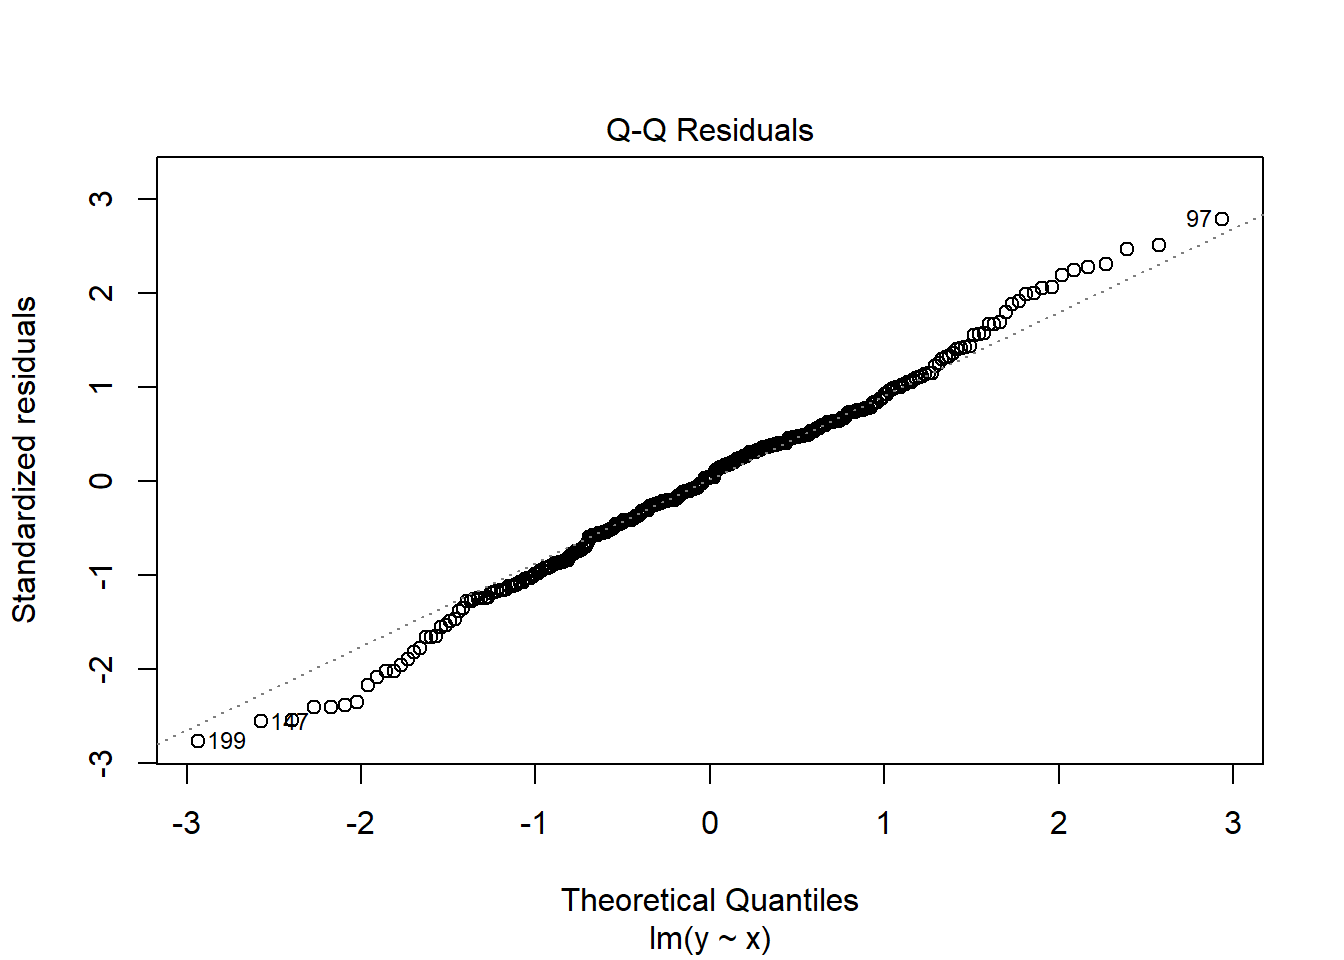 Q-Q Residuals
Standardized residuals
3
2
1
0
-1
-2
-3
97
147
199
-3 -2 -1 0 1 2 3
Theoretical Quantiles
lm(y ~ x)